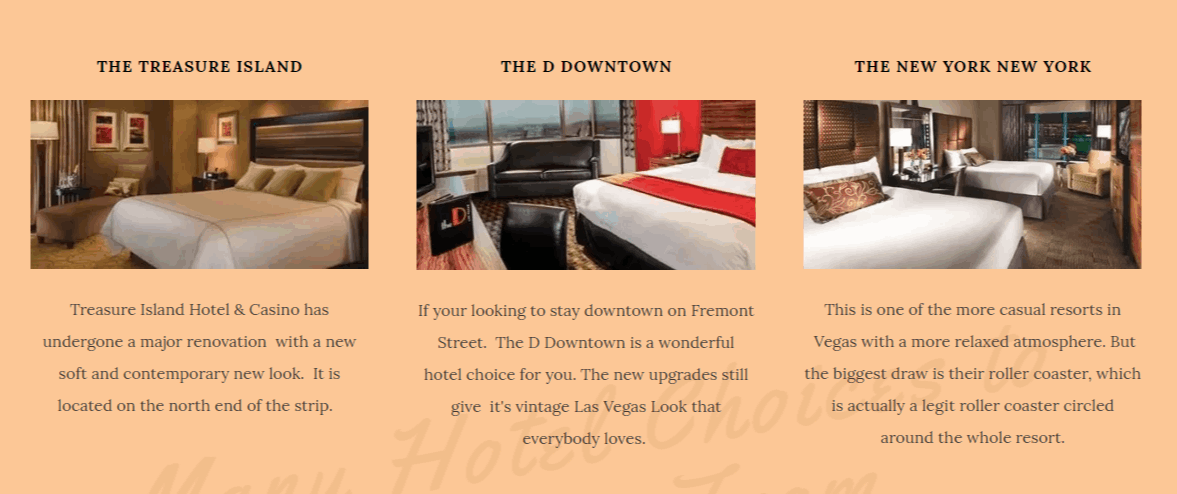 THE TREASURE ISLAND
Treasure Island Hotel & Casino has
undergone a major renovation  with a new
soft and contemporary new look.  It is
located on the north end of the strip.
THE D DOWNTOWN
the D
If your looking to stay downtown on Fremont
Street.  The D Downtown is a wonderful
hotel choice for you. The new upgrades still
give  it's vintage Las Vegas Look that
everybody loves.
THE NEW YORK NEW YORK
This is one of the more casual resorts in
Vegas with a more relaxed atmosphere. But
the biggest draw is their roller coaster, which
is actually a legit roller coaster circled
around the whole resort.
Many Hotel Choices to
From